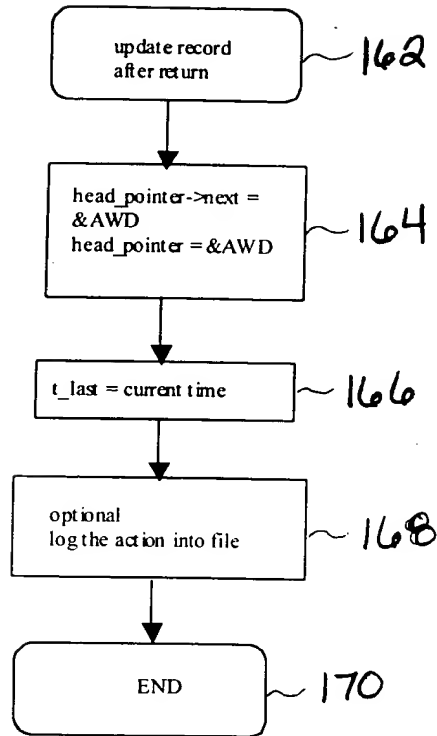 update record
after return
162
head_pointer->next =
&AWD
head_pointer = &AWD
164
t_last = current time
166
optional
log the action into file
168
END
170